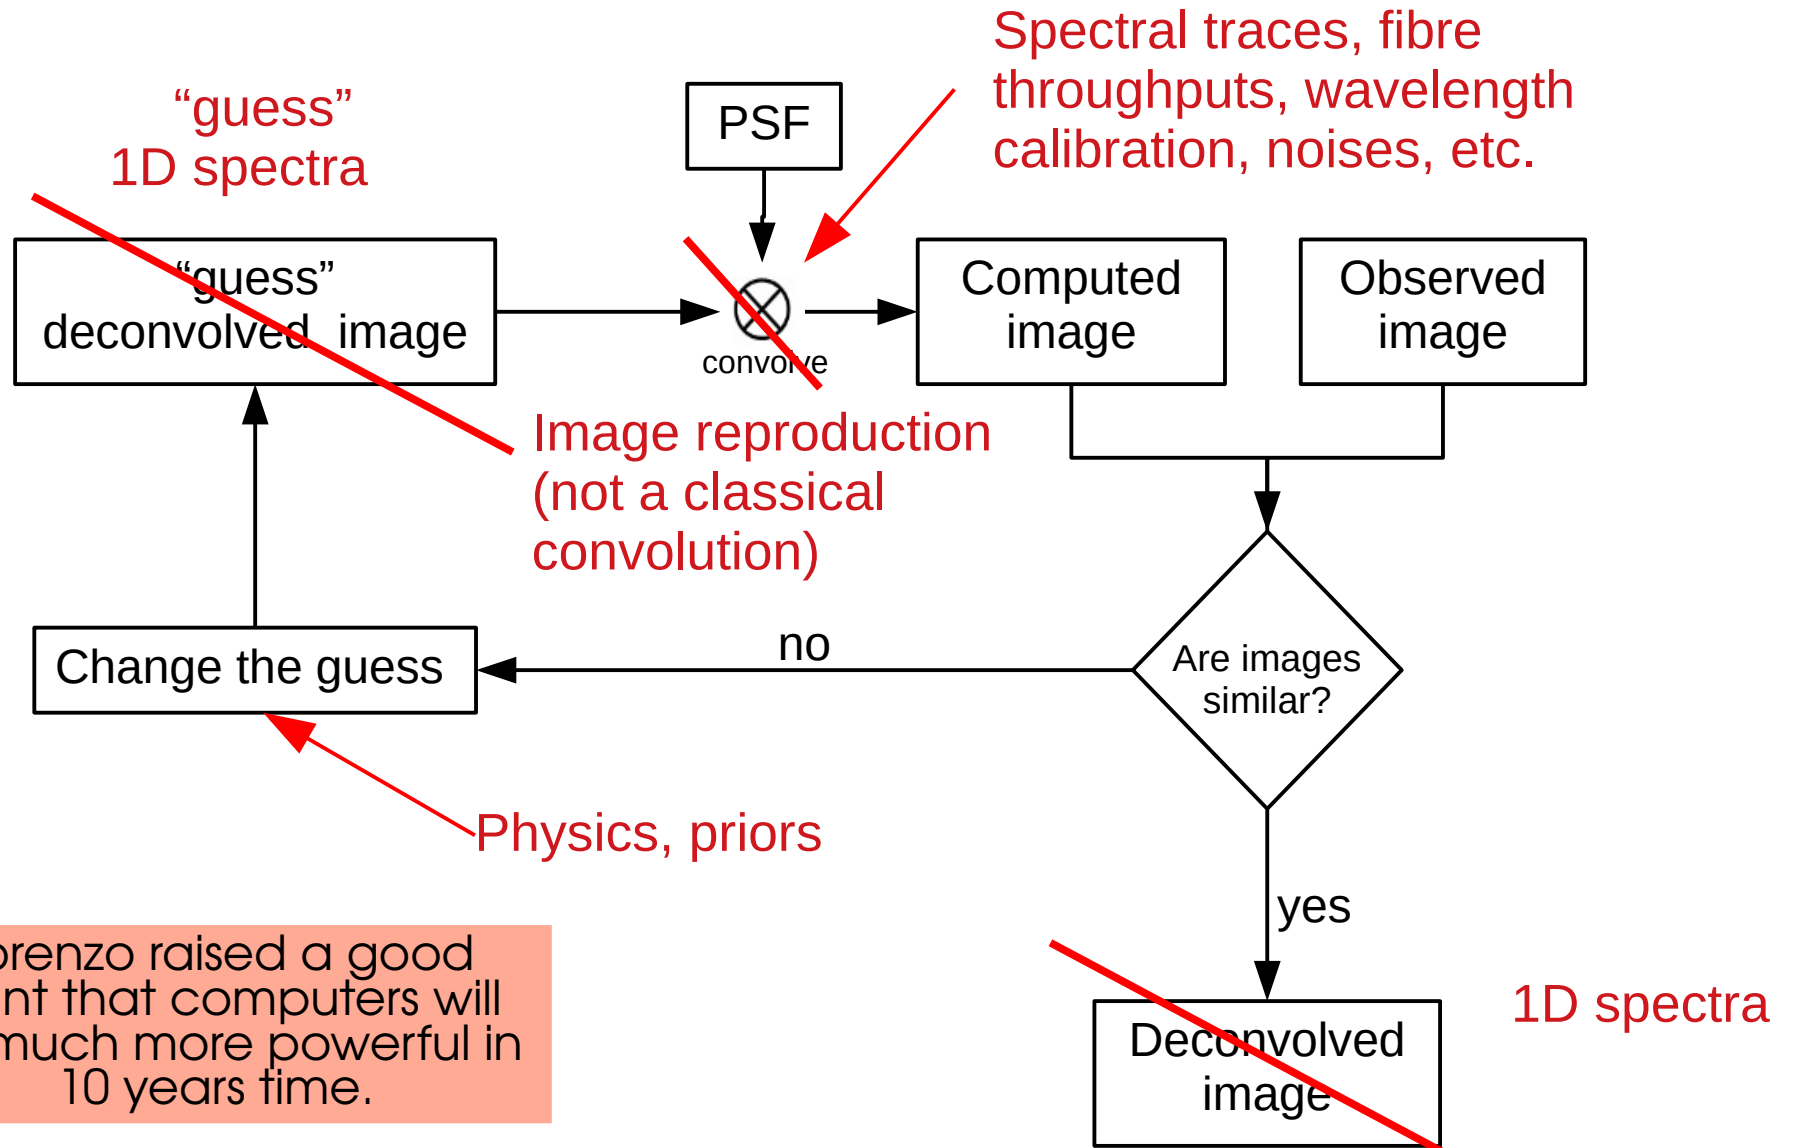 Spectral traces, fibre
throughputs, wavelength
calibration, noises, etc.
“guess”
1D spectra
PSF
“guess”
deconvolved image
convolve
Computed
image
Observed
image
Image reproduction
(not a classical
convolution)
Change the guess
no
Are images
similar?
Physics, priors
yes
raised a good
that computers will
much more powerful in
10 years time.
1D spectra
Deconvolved
image